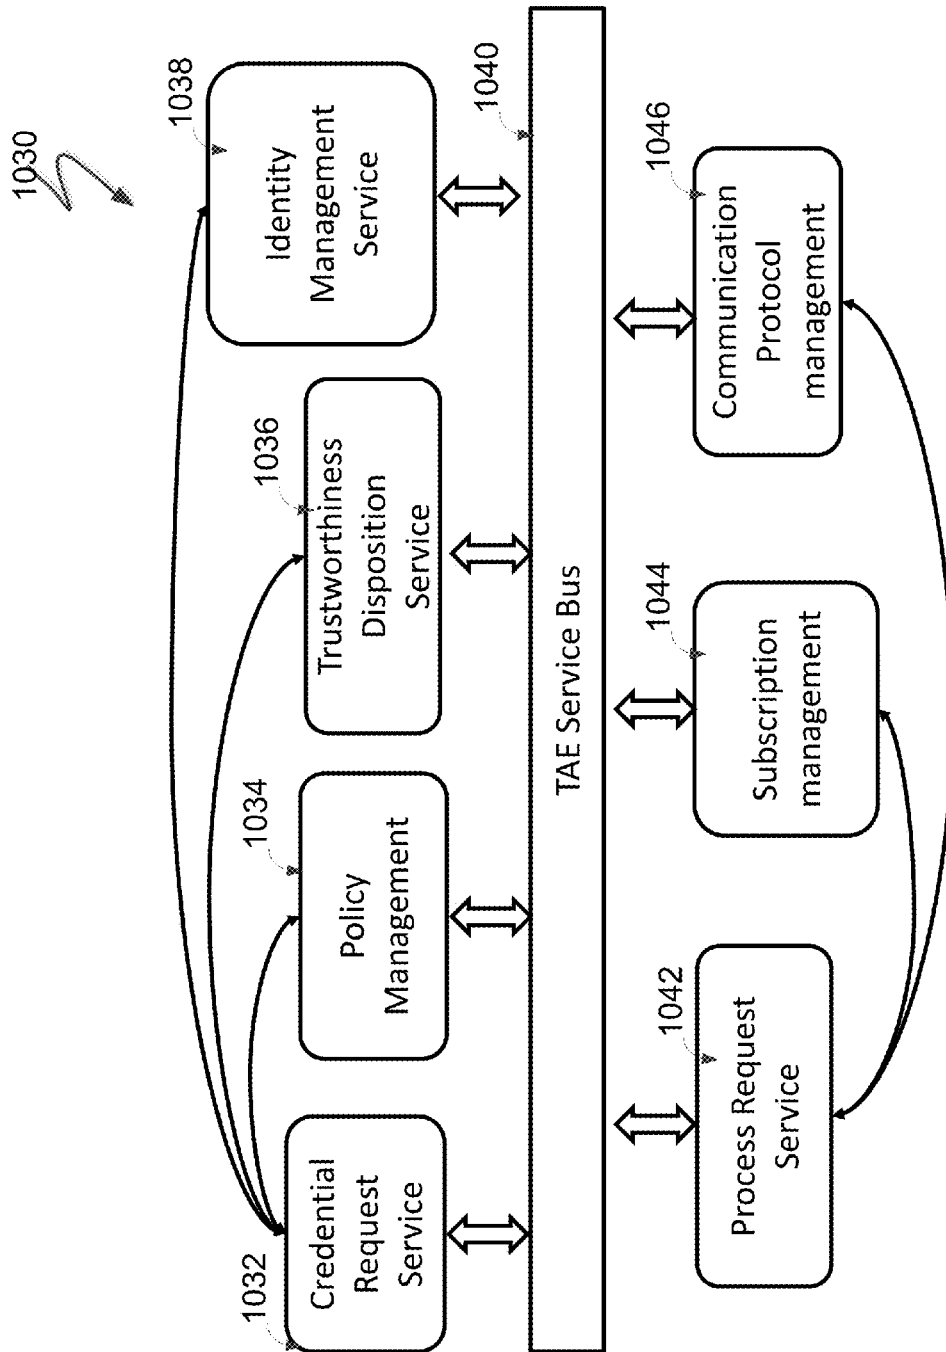 1030
1032
Credential
Request
Service
1034
Policy
Management
1036
Trustworthiness
Disposition
Service
1038
Identity
Management
Service
1040
TAE Service Bus
1042
Process Request
Service
1044
Subscription
management
1046
Communication
Protocol
management